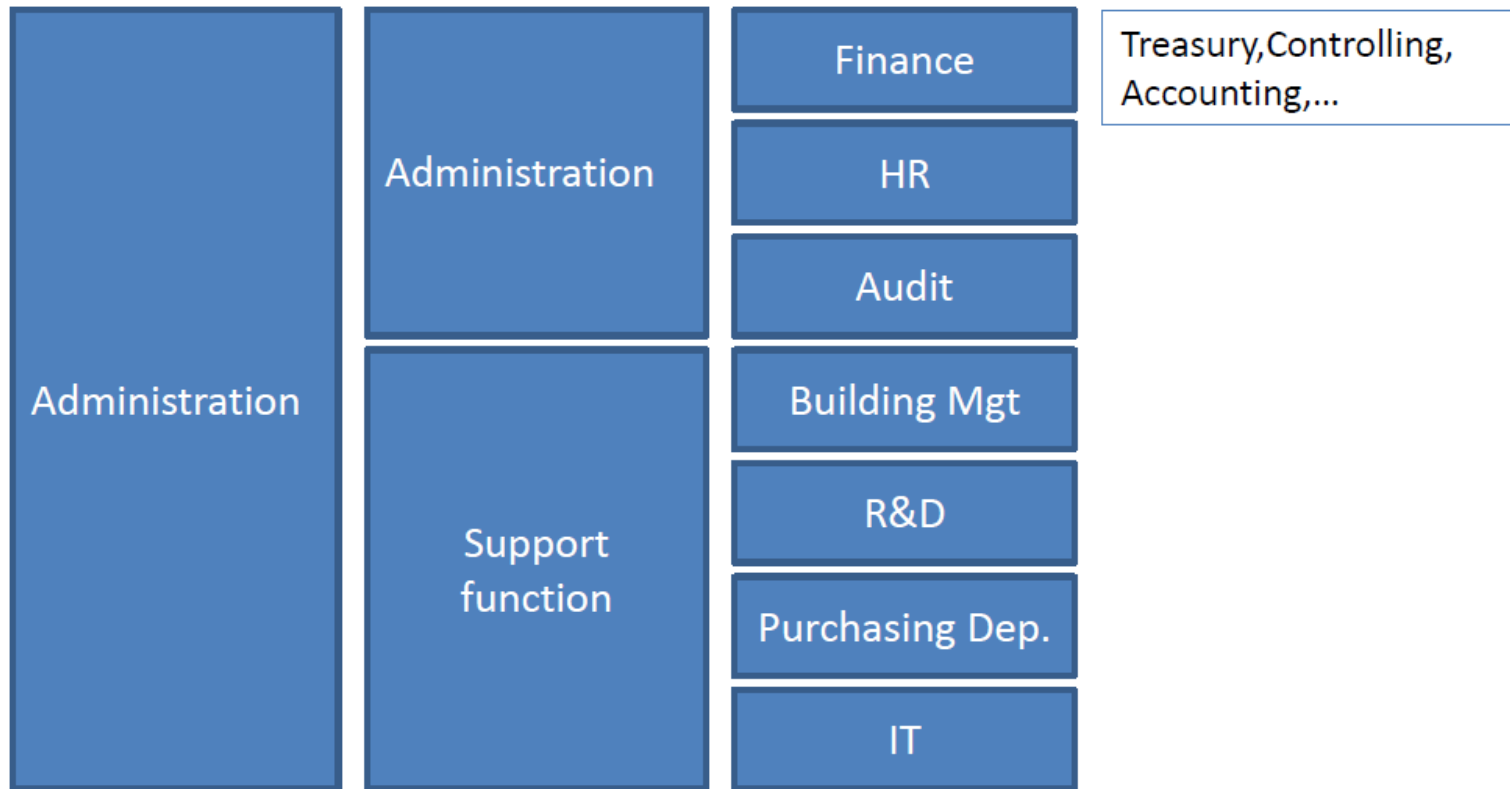 Administration
Administration
Support
function
Finance
HR
Audit
Building Mgt
R&D
Purchasing Dep.
IT
Treasury,Controlling,
Accounting,...